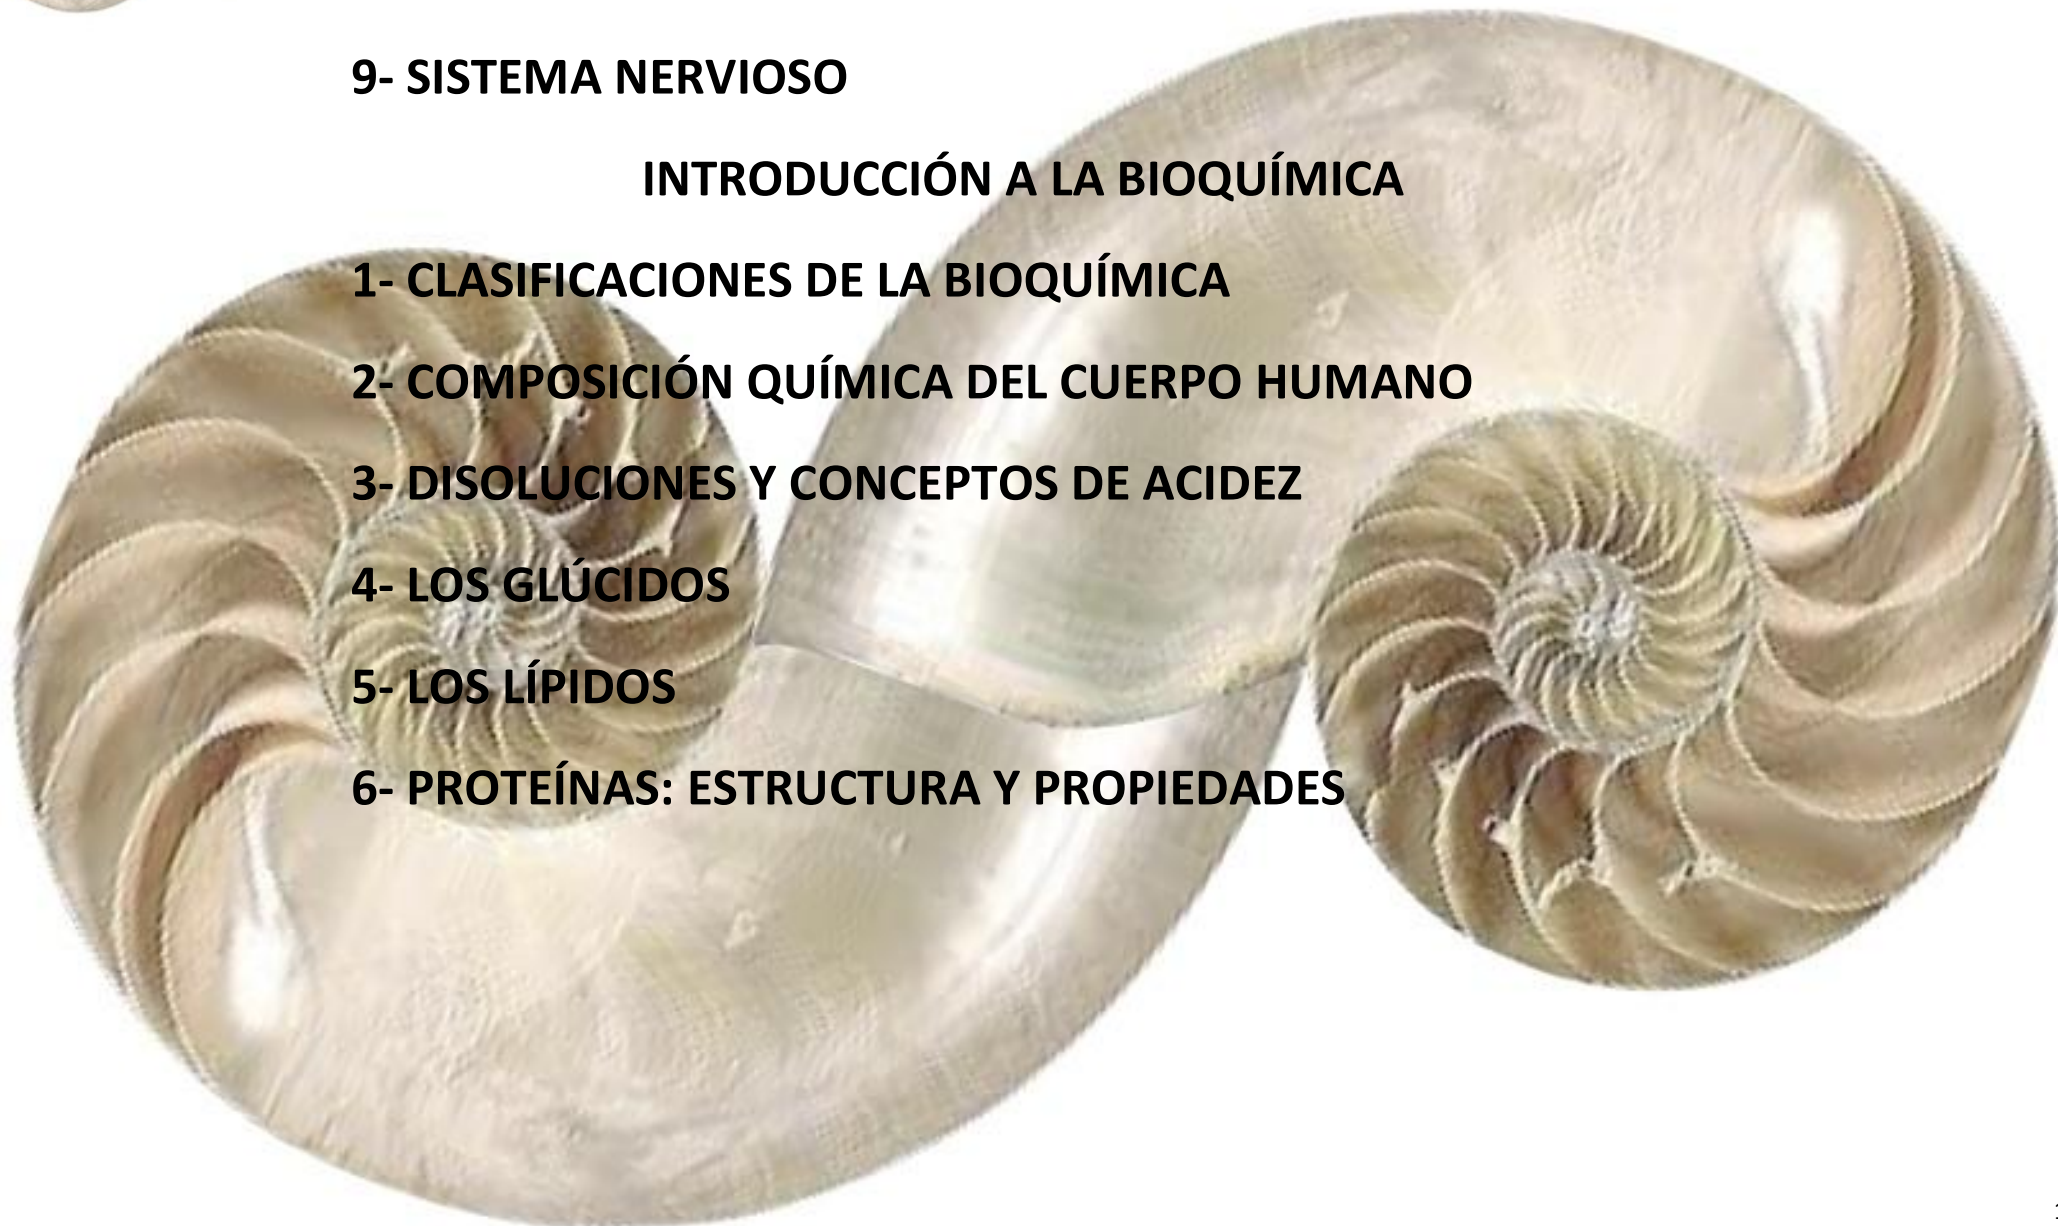 9- SISTEMA NERVIOSO
INTRODUCCIÓN A LA BIOQUÍMICA
1- CLASIFICACIONES DE LA BIOQUÍMICA
2- COMPOSICIÓN QUÍMICA DEL CUERPO HUMANO
3- DISOLUCIONES Y CONCEPTOS DE ACIDEZ
4- LOS GLÚCIDOS
5- LOS LÍPIDOS
6- PROTEÍNAS: ESTRUCTURA Y PROPIEDADES